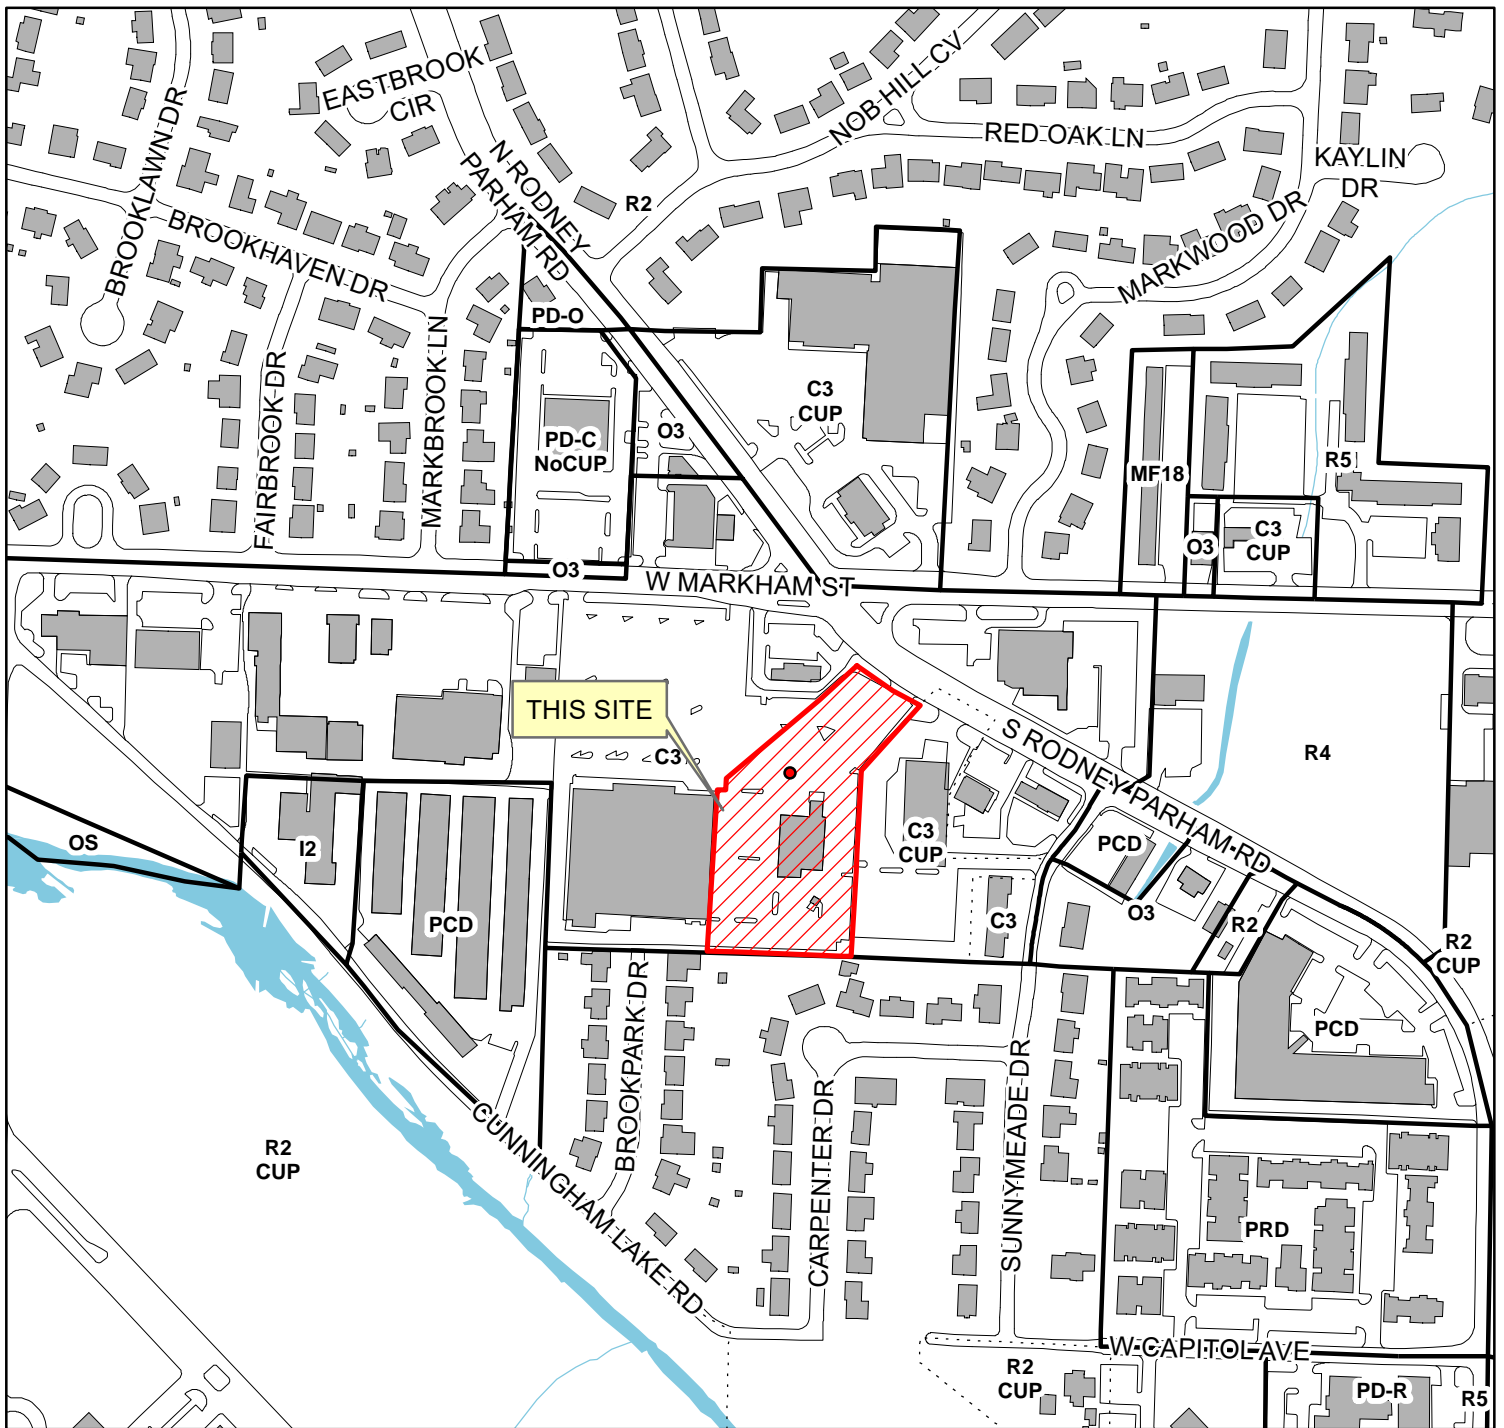 EASTBROOK
CIR
NOB HILL CV
RED OAK LN
KAYLIN
DR
BROOKLAWN DR
N RODNEY
PARHAM RD
R2
MARKWOOD DR
BROOKHAVEN DR
PD-O
FAIRBROOK DR
MARKBROOK LN
C3
CUP
O3
PD-C
NoCUP
MF18
R5
O3
C3
CUP
O3
W MARKHAM ST
THIS SITE
S RODNEY PARHAM RD
C3
R4
OS
I2
C3
CUP
PCD
PCD
C3
O3
R2
R2
CUP
BROOKPARK DR
PCD
SUNNYMEADE DR
CARPENTER DR
CUNNINGHAM LAKE RD
R2
CUP
PRD
W CAPITOL AVE
R2
CUP
PD-R
R5